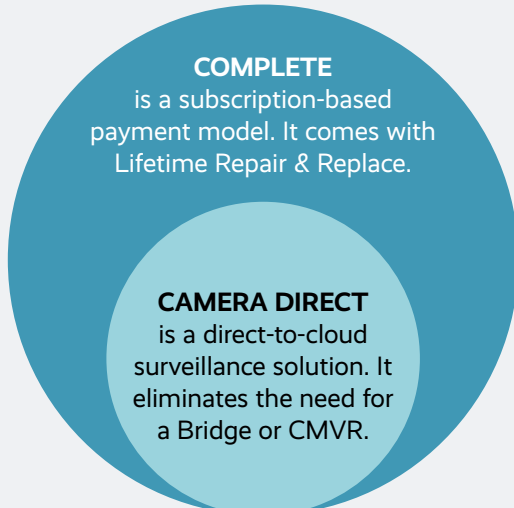 COMPLETE
is a subscription-based
payment model. It comes with
Lifetime Repair & Replace.
CAMERA DIRECT
is a direct-to-cloud
surveillance solution. It
eliminates the need for
a Bridge or CMVR.